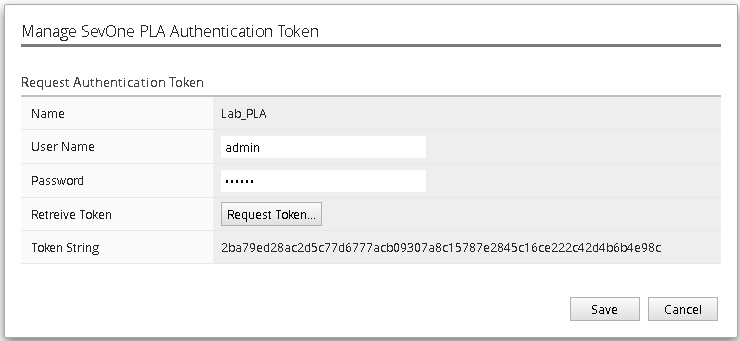 Manage SevOne PLA Authentication Token
Request Authentication Token
Name Lab_PLA
User Name admin
Password ••••••
Retreive Token Request Token...
Token String 2ba79ed28ac2d5c77d6777acb09307a8c15787e2845c16ce222c42d4b6b4e98c
Save Cancel